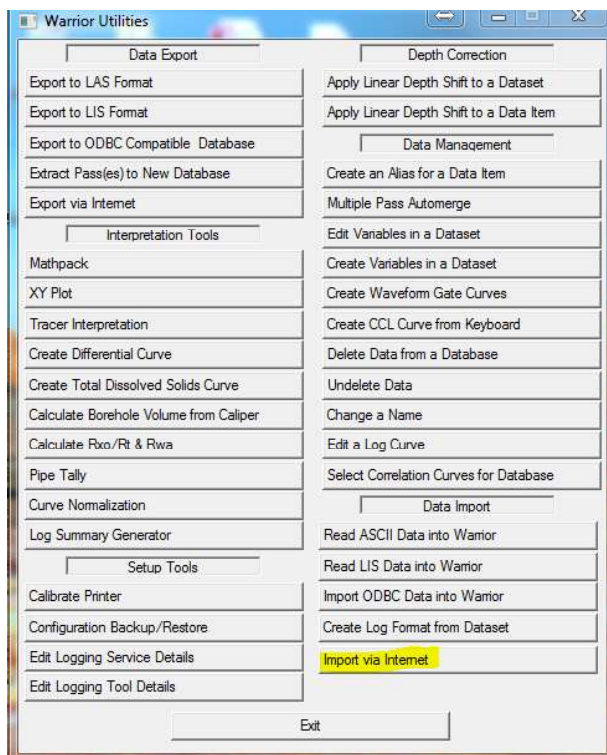 Warrior Utilities
Data Export
Export to LAS Format
Export to LIS Format
Export to ODBC Compatible Database
Extract Pass(es) to New Database
Export via Internet
Interpretation Tools
Mathpack
XY Plot
Tracer Interpretation
Create Differential Curve
Create Total Dissolved Solids Curve
Calculate Borehole Volume from Caliper
Calculate Rxo/Rt & Rwa
Pipe Tally
Curve Normalization
Log Summary Generator
Setup Tools
Calibrate Printer
Configuration Backup/Restore
Edit Logging Service Details
Edit Logging Tool Details
Depth Correction
Apply Linear Depth Shift to a Dataset
Apply Linear Depth Shift to a Data Item
Data Management
Create an Alias for a Data Item
Multiple Pass Automerge
Edit Variables in a Dataset
Create Variables in a Dataset
Create Waveform Gate Curves
Create CCL Curve from Keyboard
Delete Data from a Database
Undelete Data
Change a Name
Edit a Log Curve
Select Correlation Curves for Database
Data Import
Read ASCII Data into Warrior
Read LIS Data into Warrior
Import ODBC Data into Warrior
Create Log Format from Dataset
Import via Internet
Exit